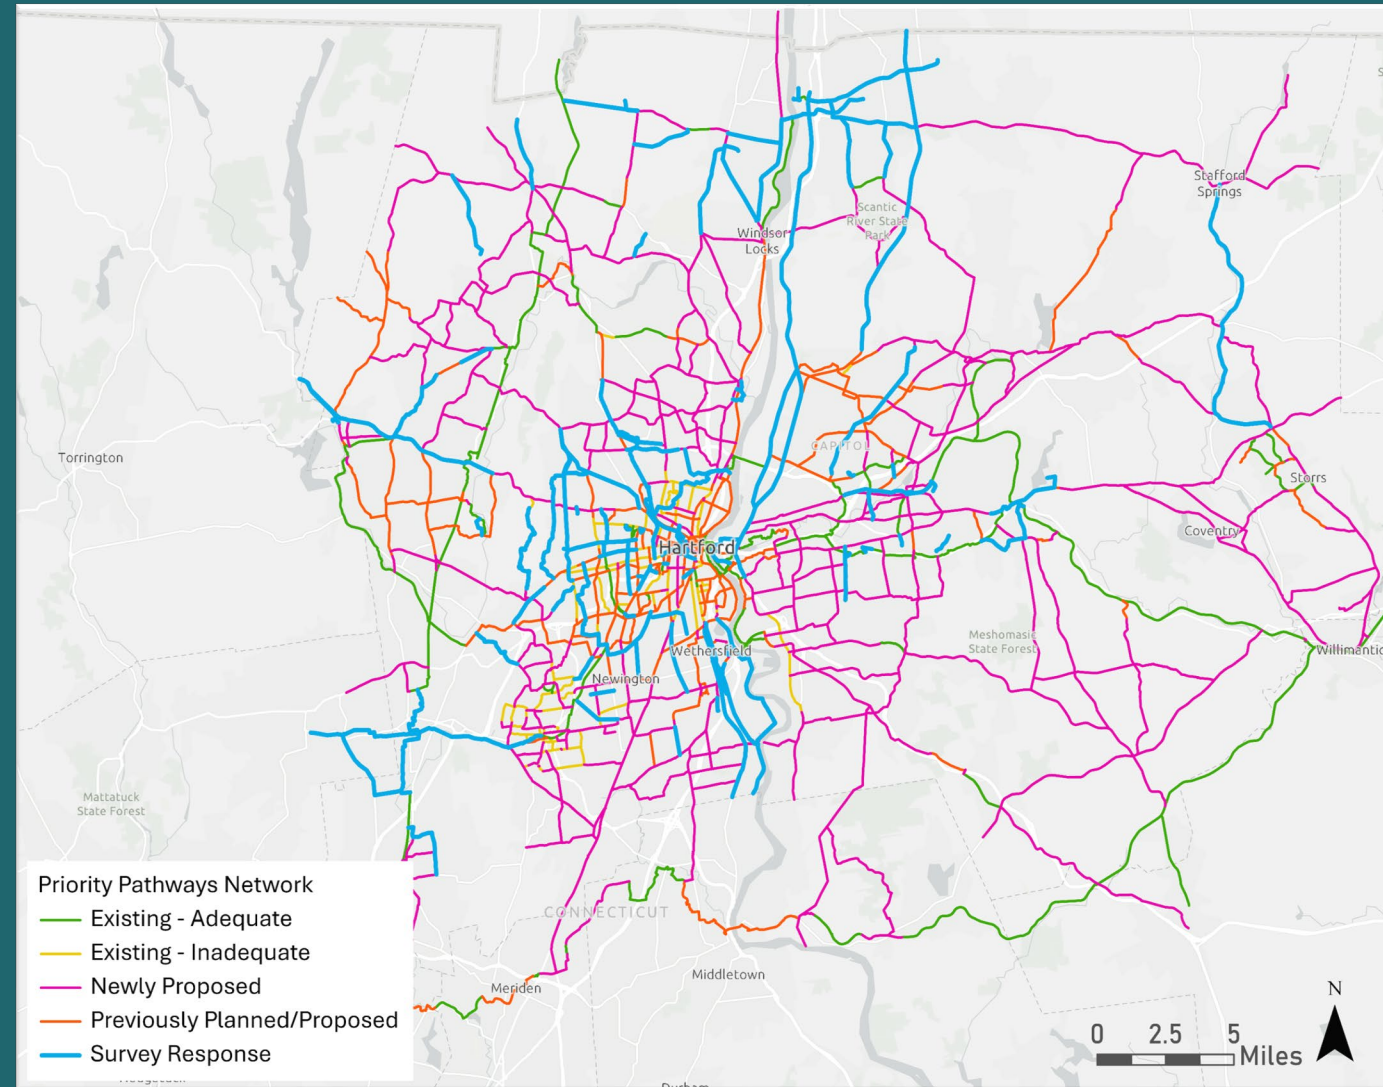 Stafford
Springs
Scantic
River State
Park
Windsor
Locks
CAPITOL
Torrington
Storrs
Coventry
Hartford
Meshomasic
State Forest
Willimantic
Wethersfield
Newington
Mattatuck
State Forest
Priority Pathways Network
Existing - Adequate
Existing - Inadequate
Newly Proposed
Previously Planned/Proposed
Survey Response
CONNECTICUT
Middletown
Meriden
N
0 2.5 5
Miles